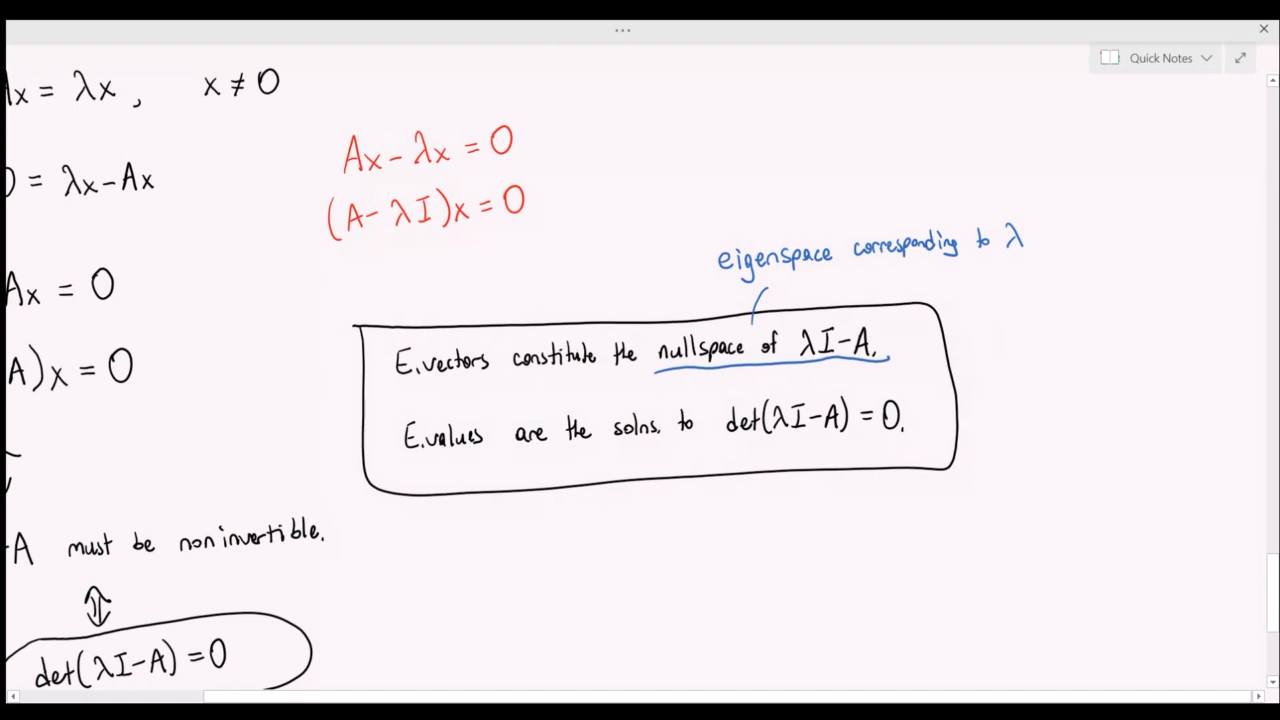 Quick Notes
Ax = λx , x ≠ 0
0 = λx - Ax
Ax = 0
A)x = 0
-A must be noninvertible.
det(λI-A) = 0
Ax - λx = 0
(A - λI)x = 0
eigenspace corresponding to λ
E.vectors constitute the nullspace of λI-A.
E.values are the solns. to det(λI-A) = 0.